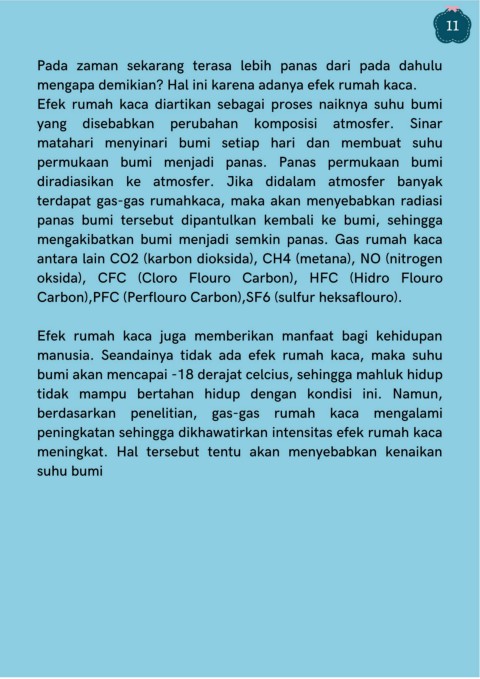 11
Pada zaman sekarang terasa lebih panas dari pada dahulu
mengapa demikian? Hal ini karena adanya efek rumah kaca.
Efek rumah kaca diartikan sebagai proses naiknya suhu bumi
yang disebabkan perubahan komposisi atmosfer. Sinar
matahari menyinari bumi setiap hari dan membuat suhu
permukaan bumi menjadi panas. Panas permukaan bumi
diradiasikan ke atmosfer. Jika didalam atmosfer banyak
terdapat gas-gas rumahkaca, maka akan menyebabkan radiasi
panas bumi tersebut dipantulkan kembali ke bumi, sehingga
mengakibatkan bumi menjadi semkin panas. Gas rumah kaca
antara lain CO2 (karbon dioksida), CH4 (metana), NO (nitrogen
oksida), CFC (Cloro Flouro Carbon), HFC (Hidro Flouro
Carbon),PFC (Perflouro Carbon),SF6 (sulfur heksaflouro).
Efek rumah kaca juga memberikan manfaat bagi kehidupan
manusia. Seandainya tidak ada efek rumah kaca, maka suhu
bumi akan mencapai -18 derajat celcius, sehingga mahluk hidup
tidak mampu bertahan hidup dengan kondisi ini. Namun,
berdasarkan penelitian, gas-gas rumah kaca mengalami
peningkatan sehingga dikhawatirkan intensitas efek rumah kaca
meningkat. Hal tersebut tentu akan menyebabkan kenaikan
suhu bumi